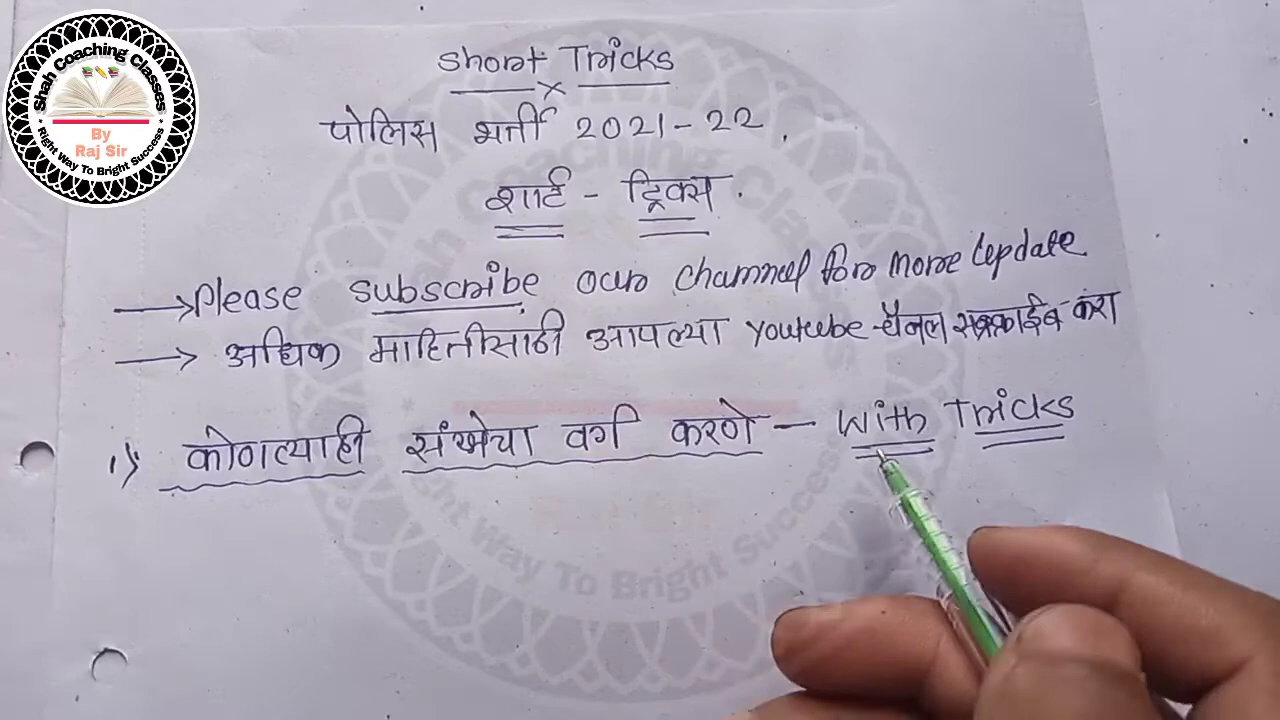 Shah Coaching Classes
By
Raj Sir
Right Way To Bright Success
Short Tricks
पोलिस भर्ती 2021-22.
शार्ट - ट्रिक्स.
→ Please subscribe our channel for more update
→ अधिक माहितीसाठी आपल्या youtube चॅनल सबस्क्राईब करा
1) कोणत्याही संख्येचा वर्ग करणे - With Tricks